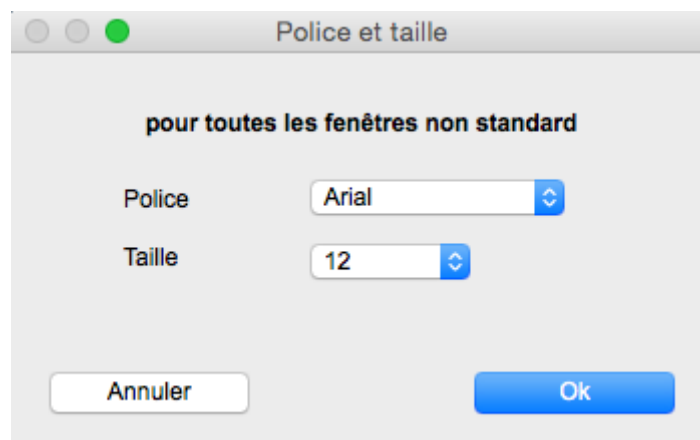 Police et taille
pour toutes les fenêtres non standard
Police Arial
Taille 12
Annuler Ok